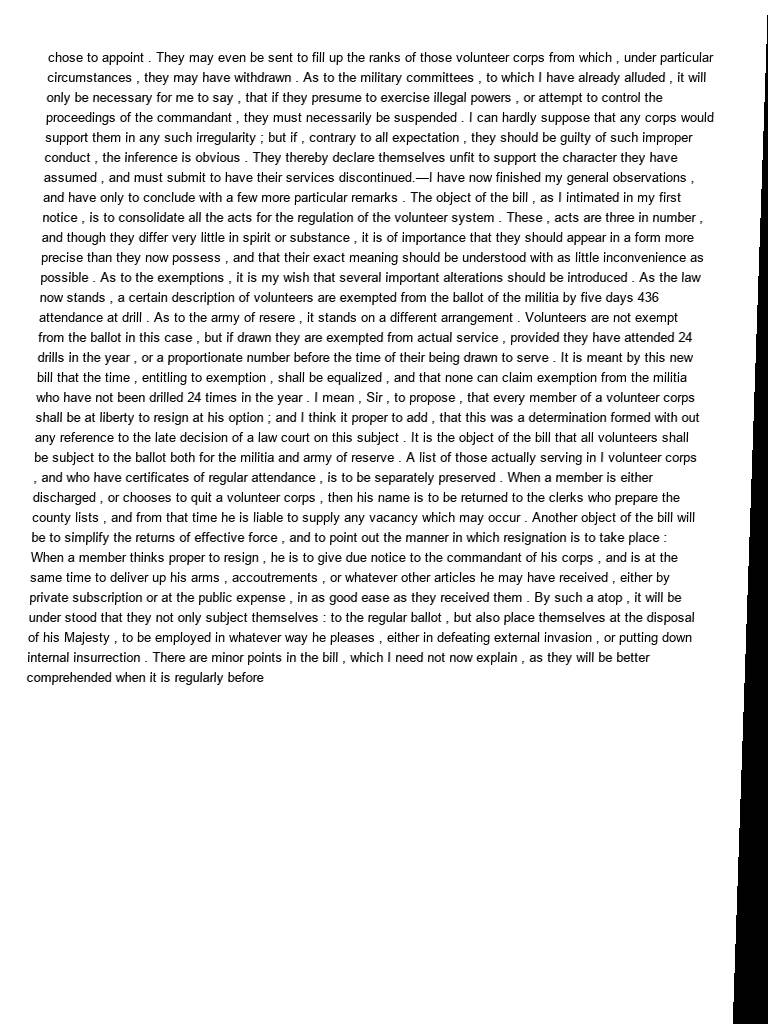 chose to appoint . They may even be sent to fill up the ranks of those volunteer corps from which , under particular
circumstances , they may have withdrawn . As to the military committees , to which I have already alluded , it will
only be necessary for me to say , that if they presume to exercise illegal powers , or attempt to control the
proceedings of the commandant , they must necessarily be suspended . I can hardly suppose that any corps would
support them in any such irregularity ; but if , contrary to all expectation , they should be guilty of such improper
conduct , the inference is obvious . They thereby declare themselves unfit to support the character they have
assumed , and must submit to have their services discontinued.—I have now finished my general observations ,
and have only to conclude with a few more particular remarks . The object of the bill , as I intimated in my first
notice , is to consolidate all the acts for the regulation of the volunteer system . These , acts are three in number ,
and though they differ very little in spirit or substance , it is of importance that they should appear in a form more
precise than they now possess , and that their exact meaning should be understood with as little inconvenience as
possible . As to the exemptions , it is my wish that several important alterations should be introduced . As the law
now stands , a certain description of volunteers are exempted from the ballot of the militia by five days 436
attendance at drill . As to the army of resere , it stands on a different arrangement . Volunteers are not exempt
from the ballot in this case , but if drawn they are exempted from actual service , provided they have attended 24
drills in the year , or a proportionate number before the time of their being drawn to serve . It is meant by this new
bill that the time , entitling to exemption , shall be equalized , and that none can claim exemption from the militia
who have not been drilled 24 times in the year . I mean , Sir , to propose , that every member of a volunteer corps
shall be at liberty to resign at his option ; and I think it proper to add , that this was a determination formed with out
any reference to the late decision of a law court on this subject . It is the object of the bill that all volunteers shall
be subject to the ballot both for the militia and army of reserve . A list of those actually serving in I volunteer corps
, and who have certificates of regular attendance , is to be separately preserved . When a member is either
discharged , or chooses to quit a volunteer corps , then his name is to be returned to the clerks who prepare the
county lists , and from that time he is liable to supply any vacancy which may occur . Another object of the bill will
be to simplify the returns of effective force , and to point out the manner in which resignation is to take place :
When a member thinks proper to resign , he is to give due notice to the commandant of his corps , and is at the
same time to deliver up his arms , accoutrements , or whatever other articles he may have received , either by
private subscription or at the public expense , in as good ease as they received them . By such a atop , it will be
under stood that they not only subject themselves : to the regular ballot , but also place themselves at the disposal
of his Majesty , to be employed in whatever way he pleases , either in defeating external invasion , or putting down
internal insurrection . There are minor points in the bill , which I need not now explain , as they will be better
comprehended when it is regularly before